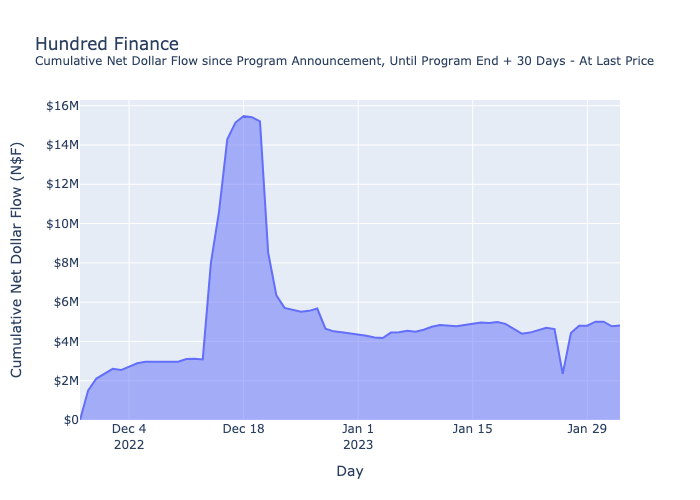 Hundred Finance
Cumulative Net Dollar Flow since Program Announcement, Until Program End + 30 Days - At Last Price
Cumulative Net Dollar Flow (N$F)
$16M
$14M
$12M
$10M
$8M
$6M
$4M
$2M
$0
Dec 4
2022
Dec 18
Jan 1
2023
Jan 15
Jan 29
Day